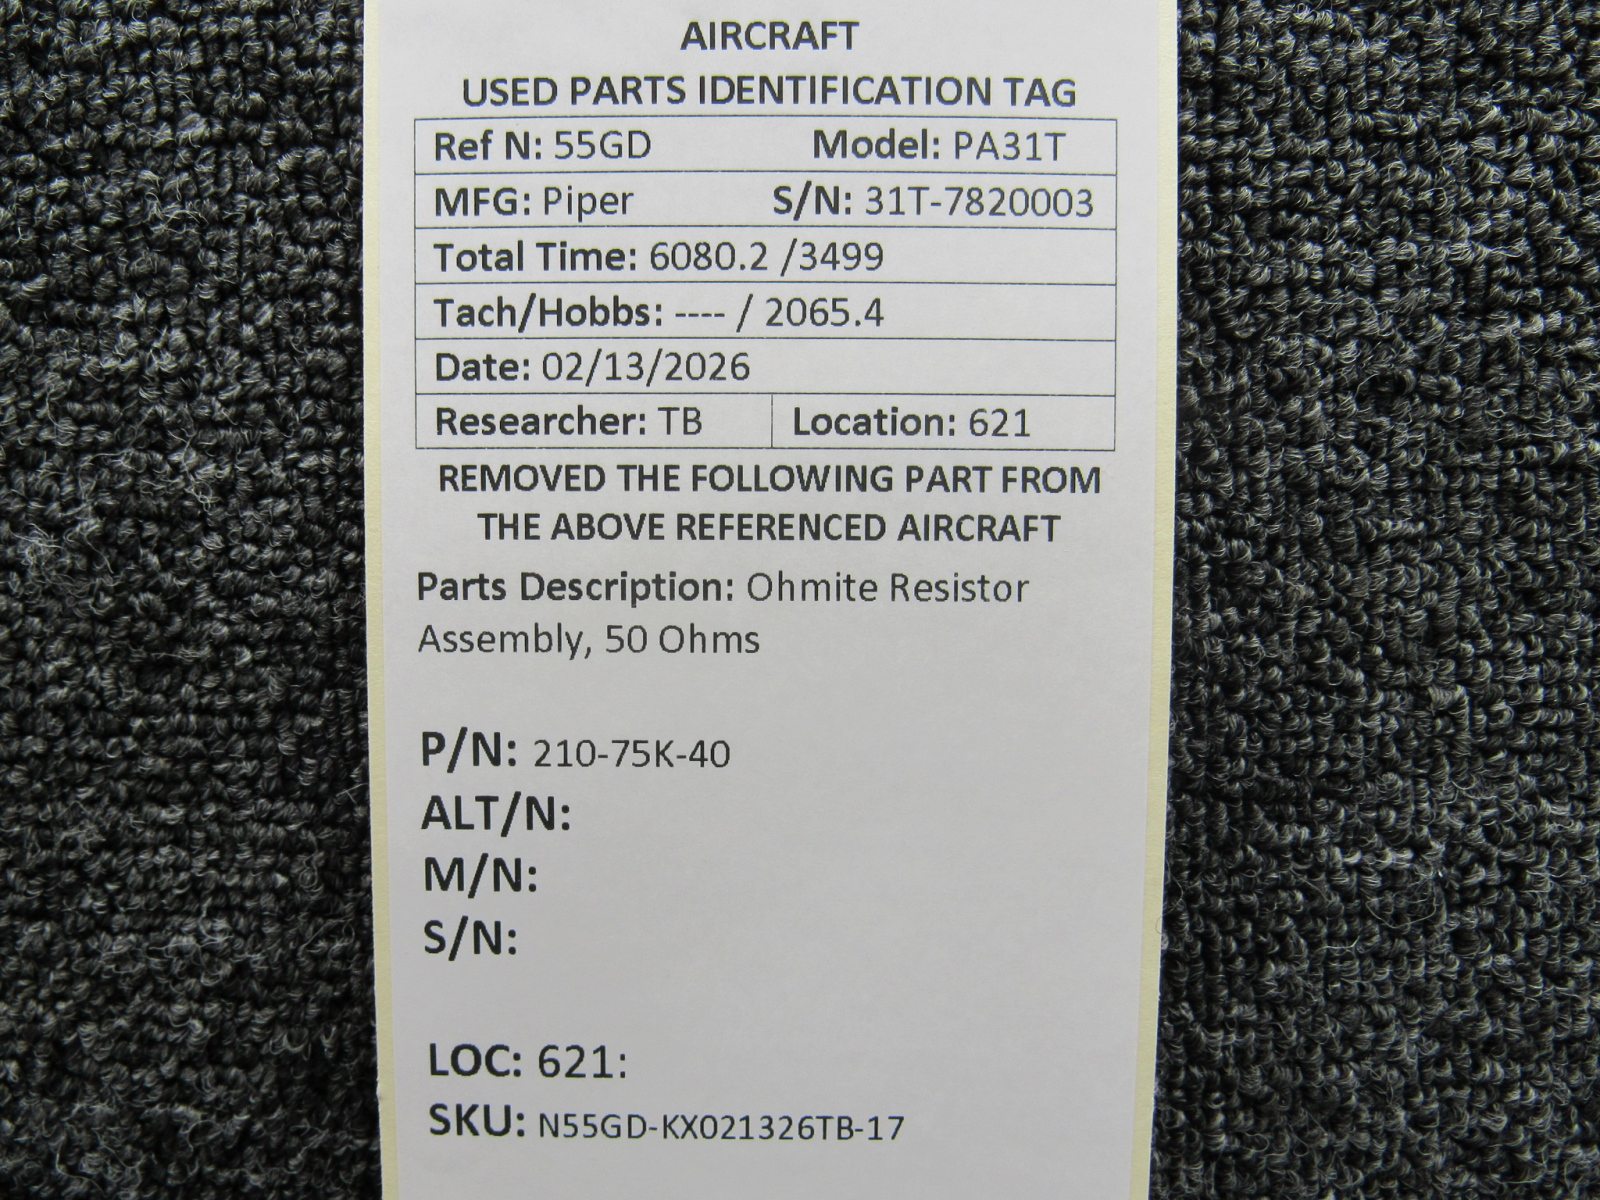 AIRCRAFT
USED PARTS IDENTIFICATION TAG
Ref N: 55GD Model: PA31T
MFG: Piper S/N: 31T-7820003
Total Time: 6080.2 /3499
Tach/Hobbs: ---- / 2065.4
Date: 02/13/2026
Researcher: TB Location: 621
REMOVED THE FOLLOWING PART FROM
THE ABOVE REFERENCED AIRCRAFT
Parts Description: Ohmite Resistor
Assembly, 50 Ohms
P/N: 210-75K-40
ALT/N:
M/N:
S/N:
LOC: 621:
SKU: N55GD-KX021326TB-17